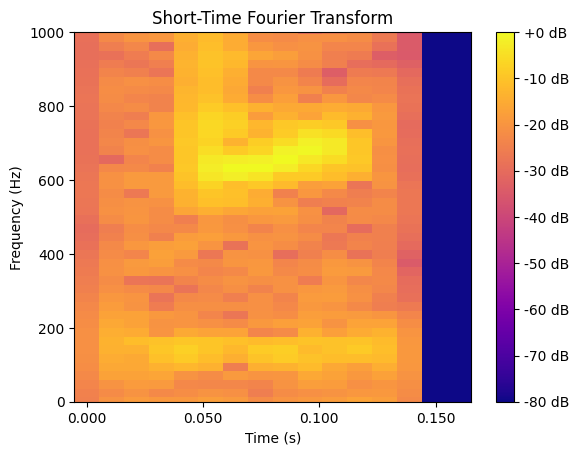 Short-Time Fourier Transform
1000
800
600
400
200
0
Frequency (Hz)
0.000
0.050
0.100
0.150
Time (s)
+0 dB
-10 dB
-20 dB
-30 dB
-40 dB
-50 dB
-60 dB
-70 dB
-80 dB